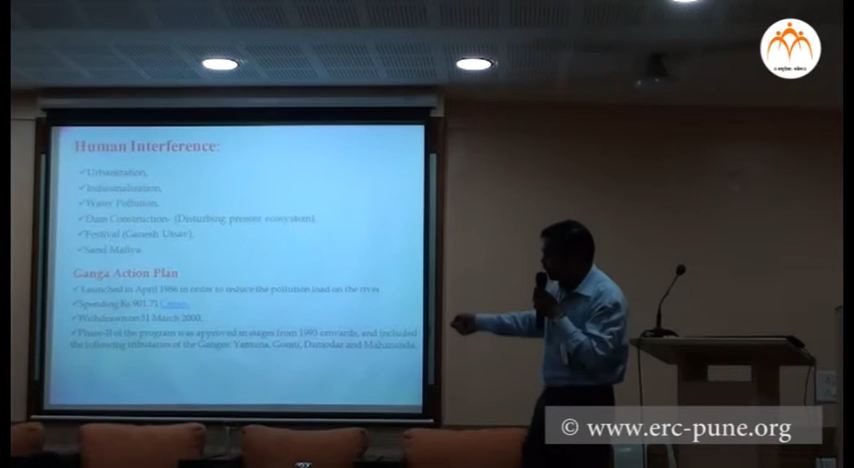 Human Interference:
✓Urbanization,
✓Industrialization,
✓Water Pollution,
✓Dam Construction- (Disturbing present ecosystem),
✓Festival (Ganesh Utsav),
✓Sand Mafiya.
Ganga Action Plan
✓Launched in April 1986 in order to reduce the pollution load on the river
✓Spending Rs 901.71 Crores.
✓Withdrawn on 31 March 2000.
✓Phase-II of the program was approved in stages from 1993 onwards, and included
the following tributaries of the Ganges: Yamuna, Gomti, Damodar and Mahananda.
© www.erc-pune.org